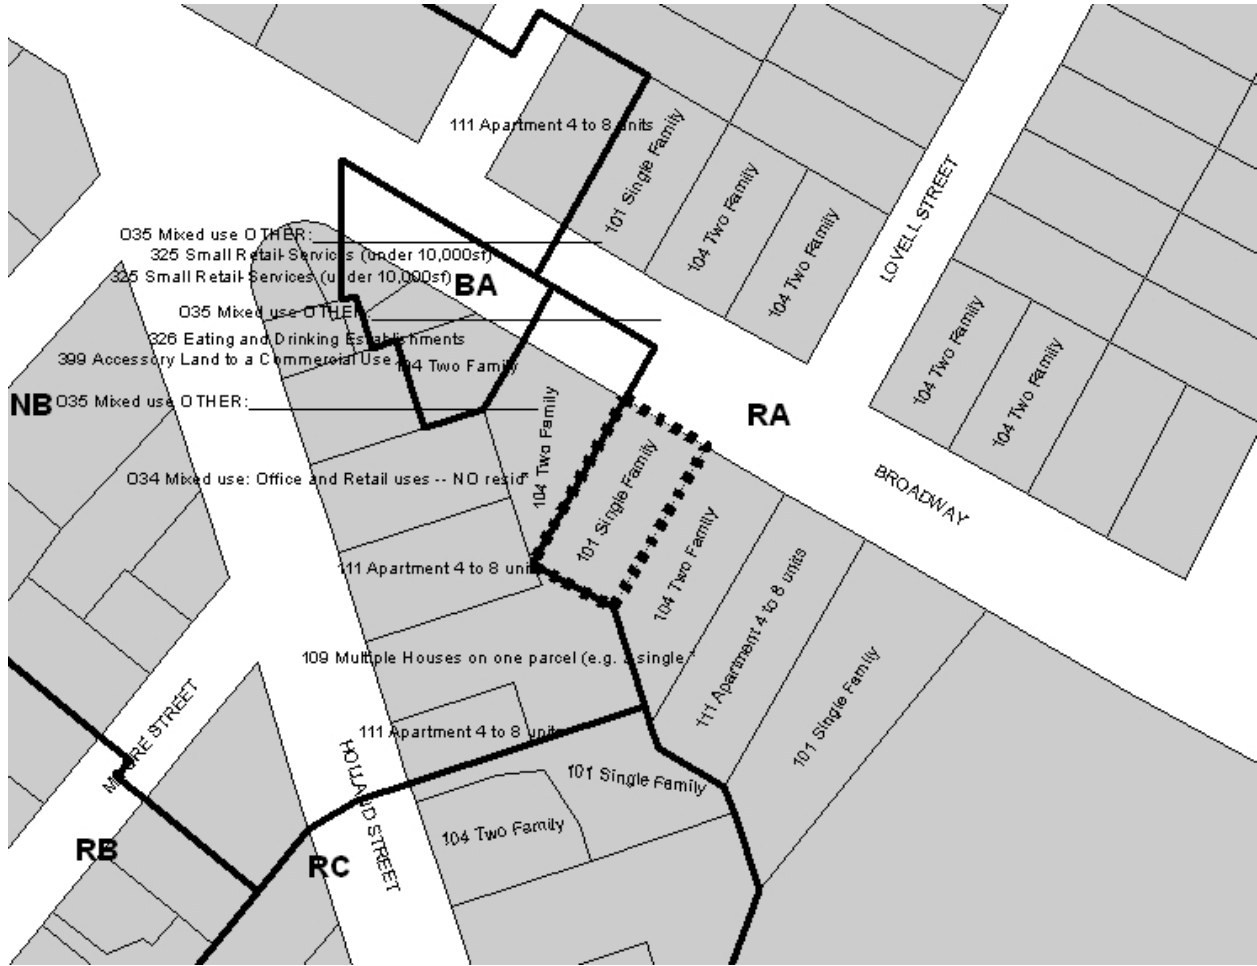 111 Apartment 4 to 8 units
101 Single Family
104 Two Family
104 Two Family
LOVELL STREET
O35 Mixed use OTHER:
325 Small Retail-Services (under 10,000sf)
325 Small Retail-Services (under 10,000sf)
BA
O35 Mixed use OTHER:
326 Eating and Drinking Establishments
399 Accessory Land to a Commercial Use
104 Two Family
104 Two Family
104 Two Family
NB
O35 Mixed use OTHER:
RA
104 Two Family
101 Single Family
O34 Mixed use: Office and Retail uses -- NO resid"
BROADWAY
111 Apartment 4 to 8 units
104 Two Family
111 Apartment 4 to 8 units
109 Multiple Houses on one parcel (e.g. a single "
101 Single Family
111 Apartment 4 to 8 units
MOORE STREET
HOLLAND STREET
101 Single Family
104 Two Family
RB
RC